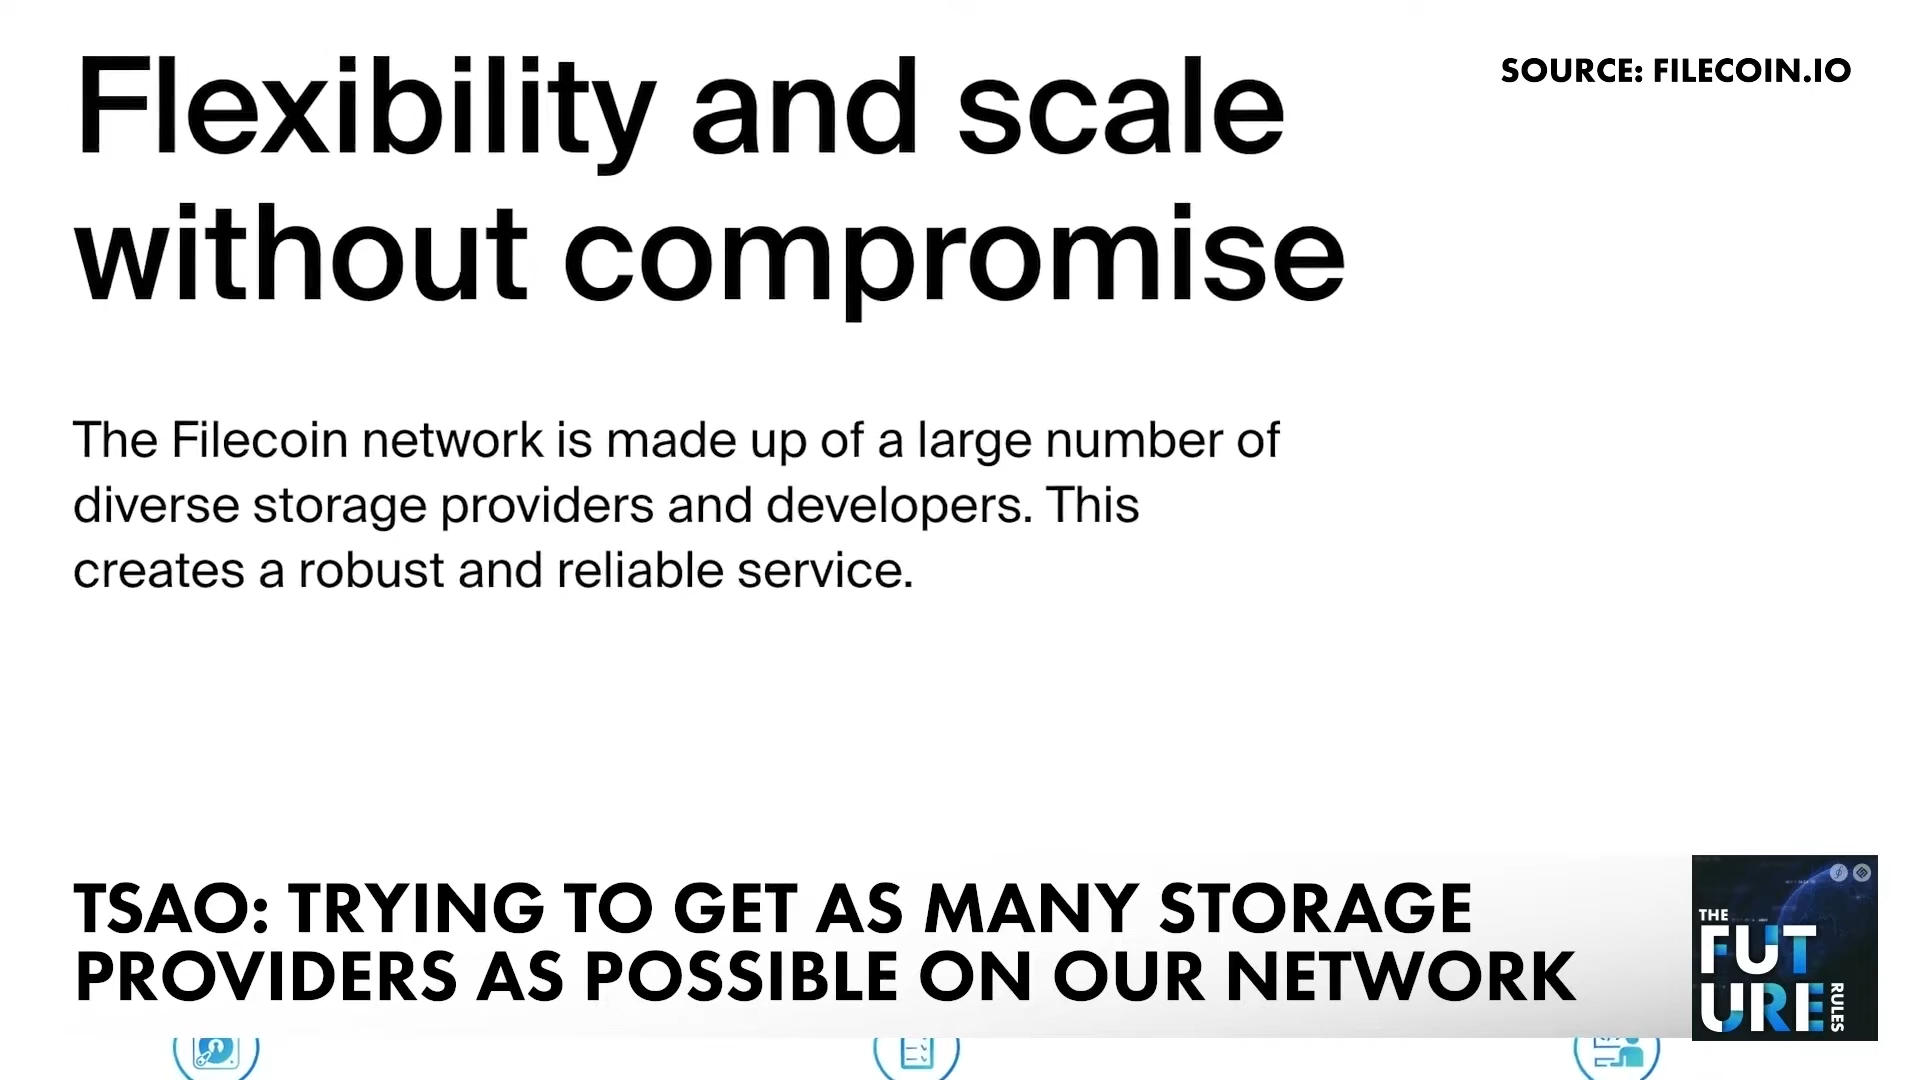 Flexibility and scale
without compromise
SOURCE: FILECOIN.IO
The Filecoin network is made up of a large number of
diverse storage providers and developers. This
creates a robust and reliable service.
TSAO: TRYING TO GET AS MANY STORAGE
PROVIDERS AS POSSIBLE ON OUR NETWORK
THE
FUT
URE
RULES